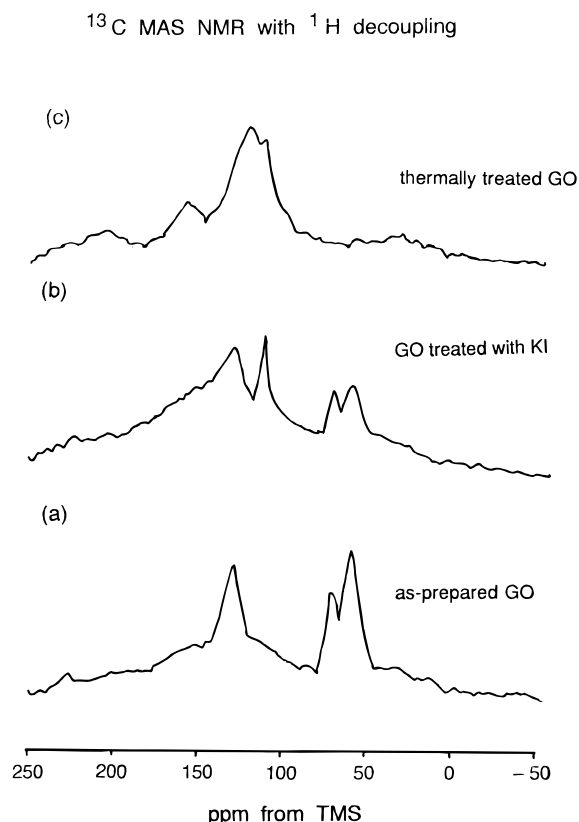 ¹³C MAS NMR with ¹H decoupling
(c)
thermally treated GO
(b)
GO treated with KI
(a)
as-prepared GO
250 200 150 100 50 0 – 50
ppm from TMS